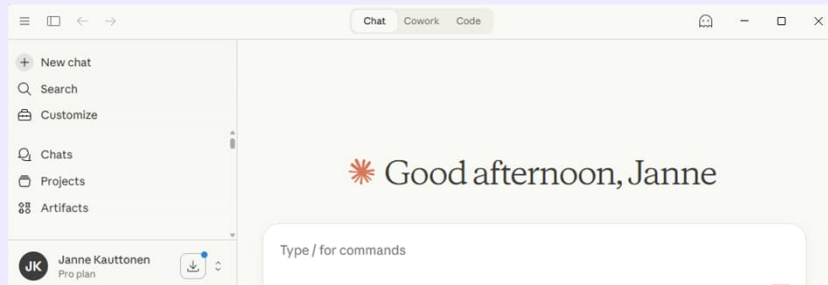 Chat Cowork Code
New chat
Search
Customize
Chats
Projects
Artifacts
JK
Janne Kauttonen
Pro plan
Good afternoon, Janne
Type / for commands